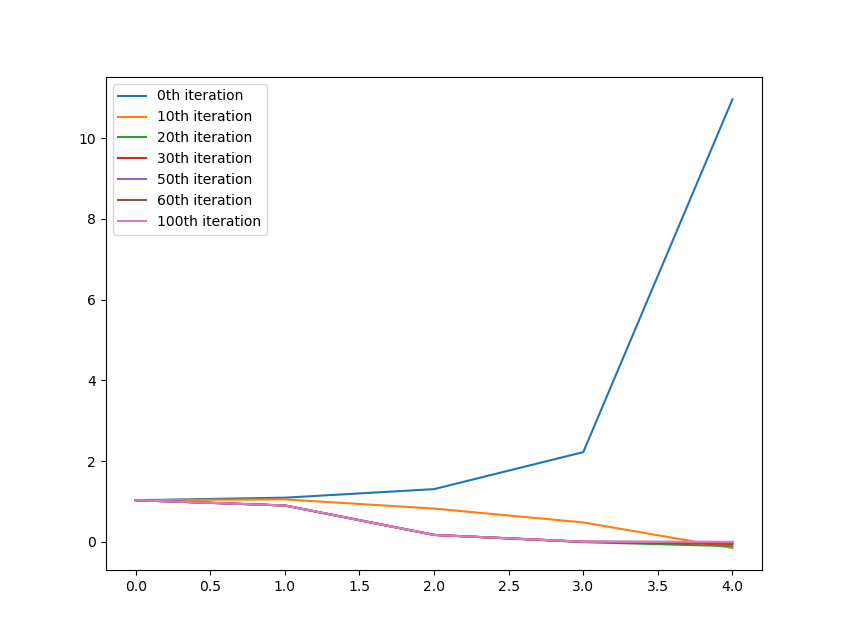 0th iteration
10th iteration
20th iteration
30th iteration
50th iteration
60th iteration
100th iteration
10
8
6
4
2
0
0.0 0.5 1.0 1.5 2.0 2.5 3.0 3.5 4.0